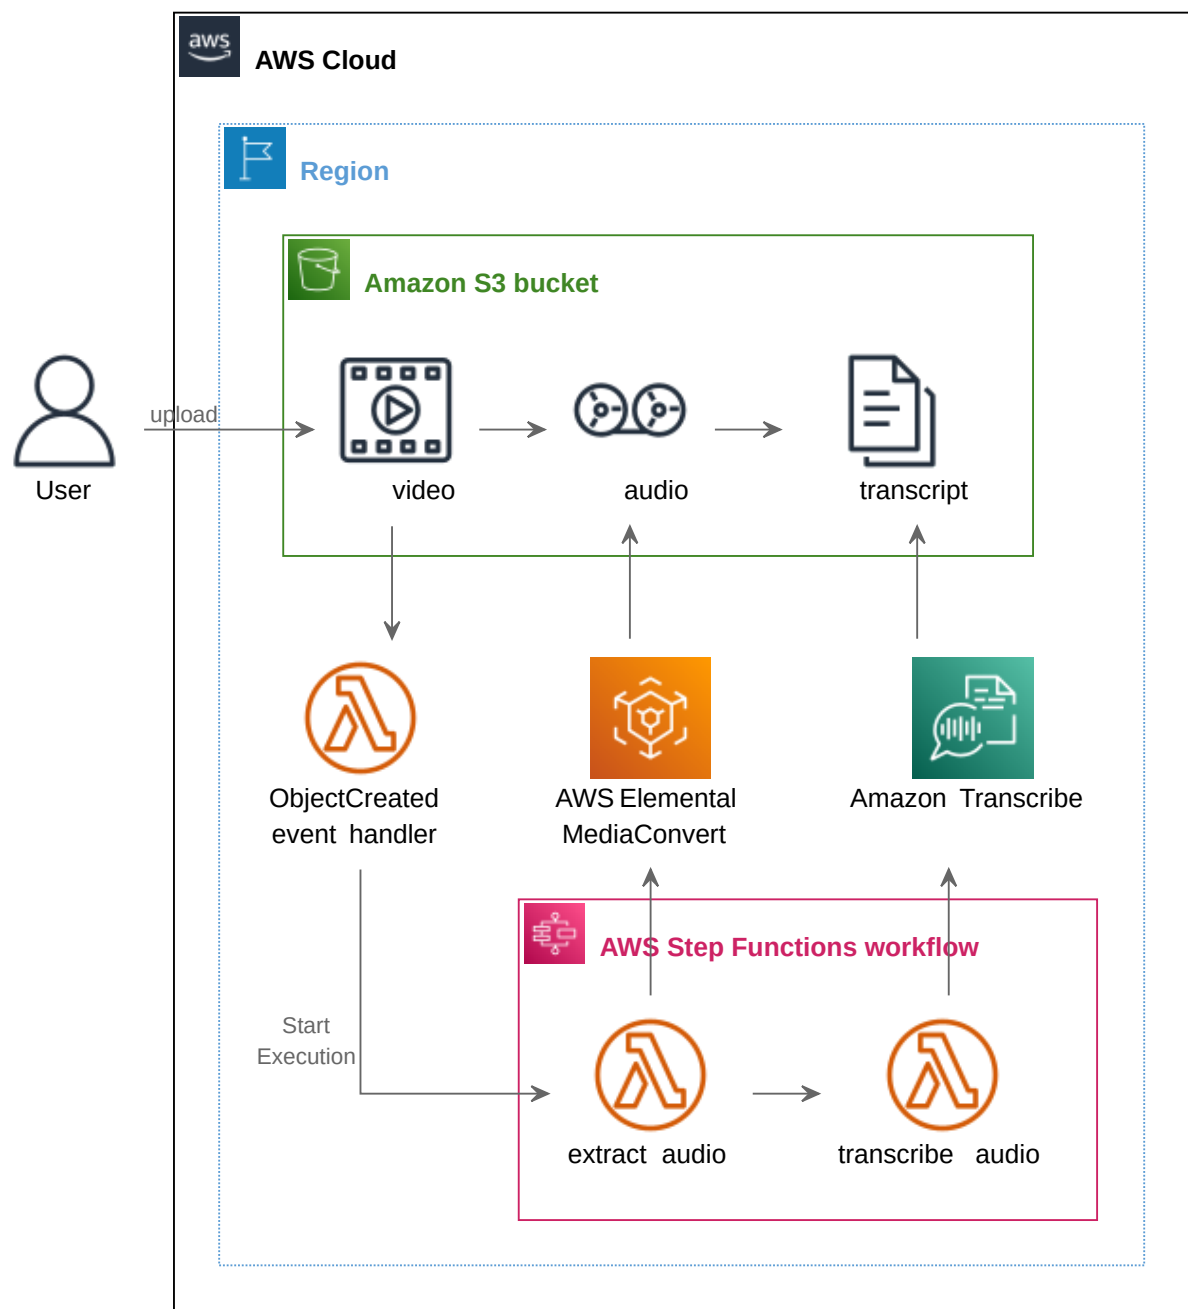 aws
AWS Cloud
Region
Amazon S3 bucket
upload
User
video
audio
transcript
ObjectCreated
event handler
AWS Elemental
MediaConvert
Amazon Transcribe
AWS Step Functions workflow
Start
Execution
extract audio
transcribe audio